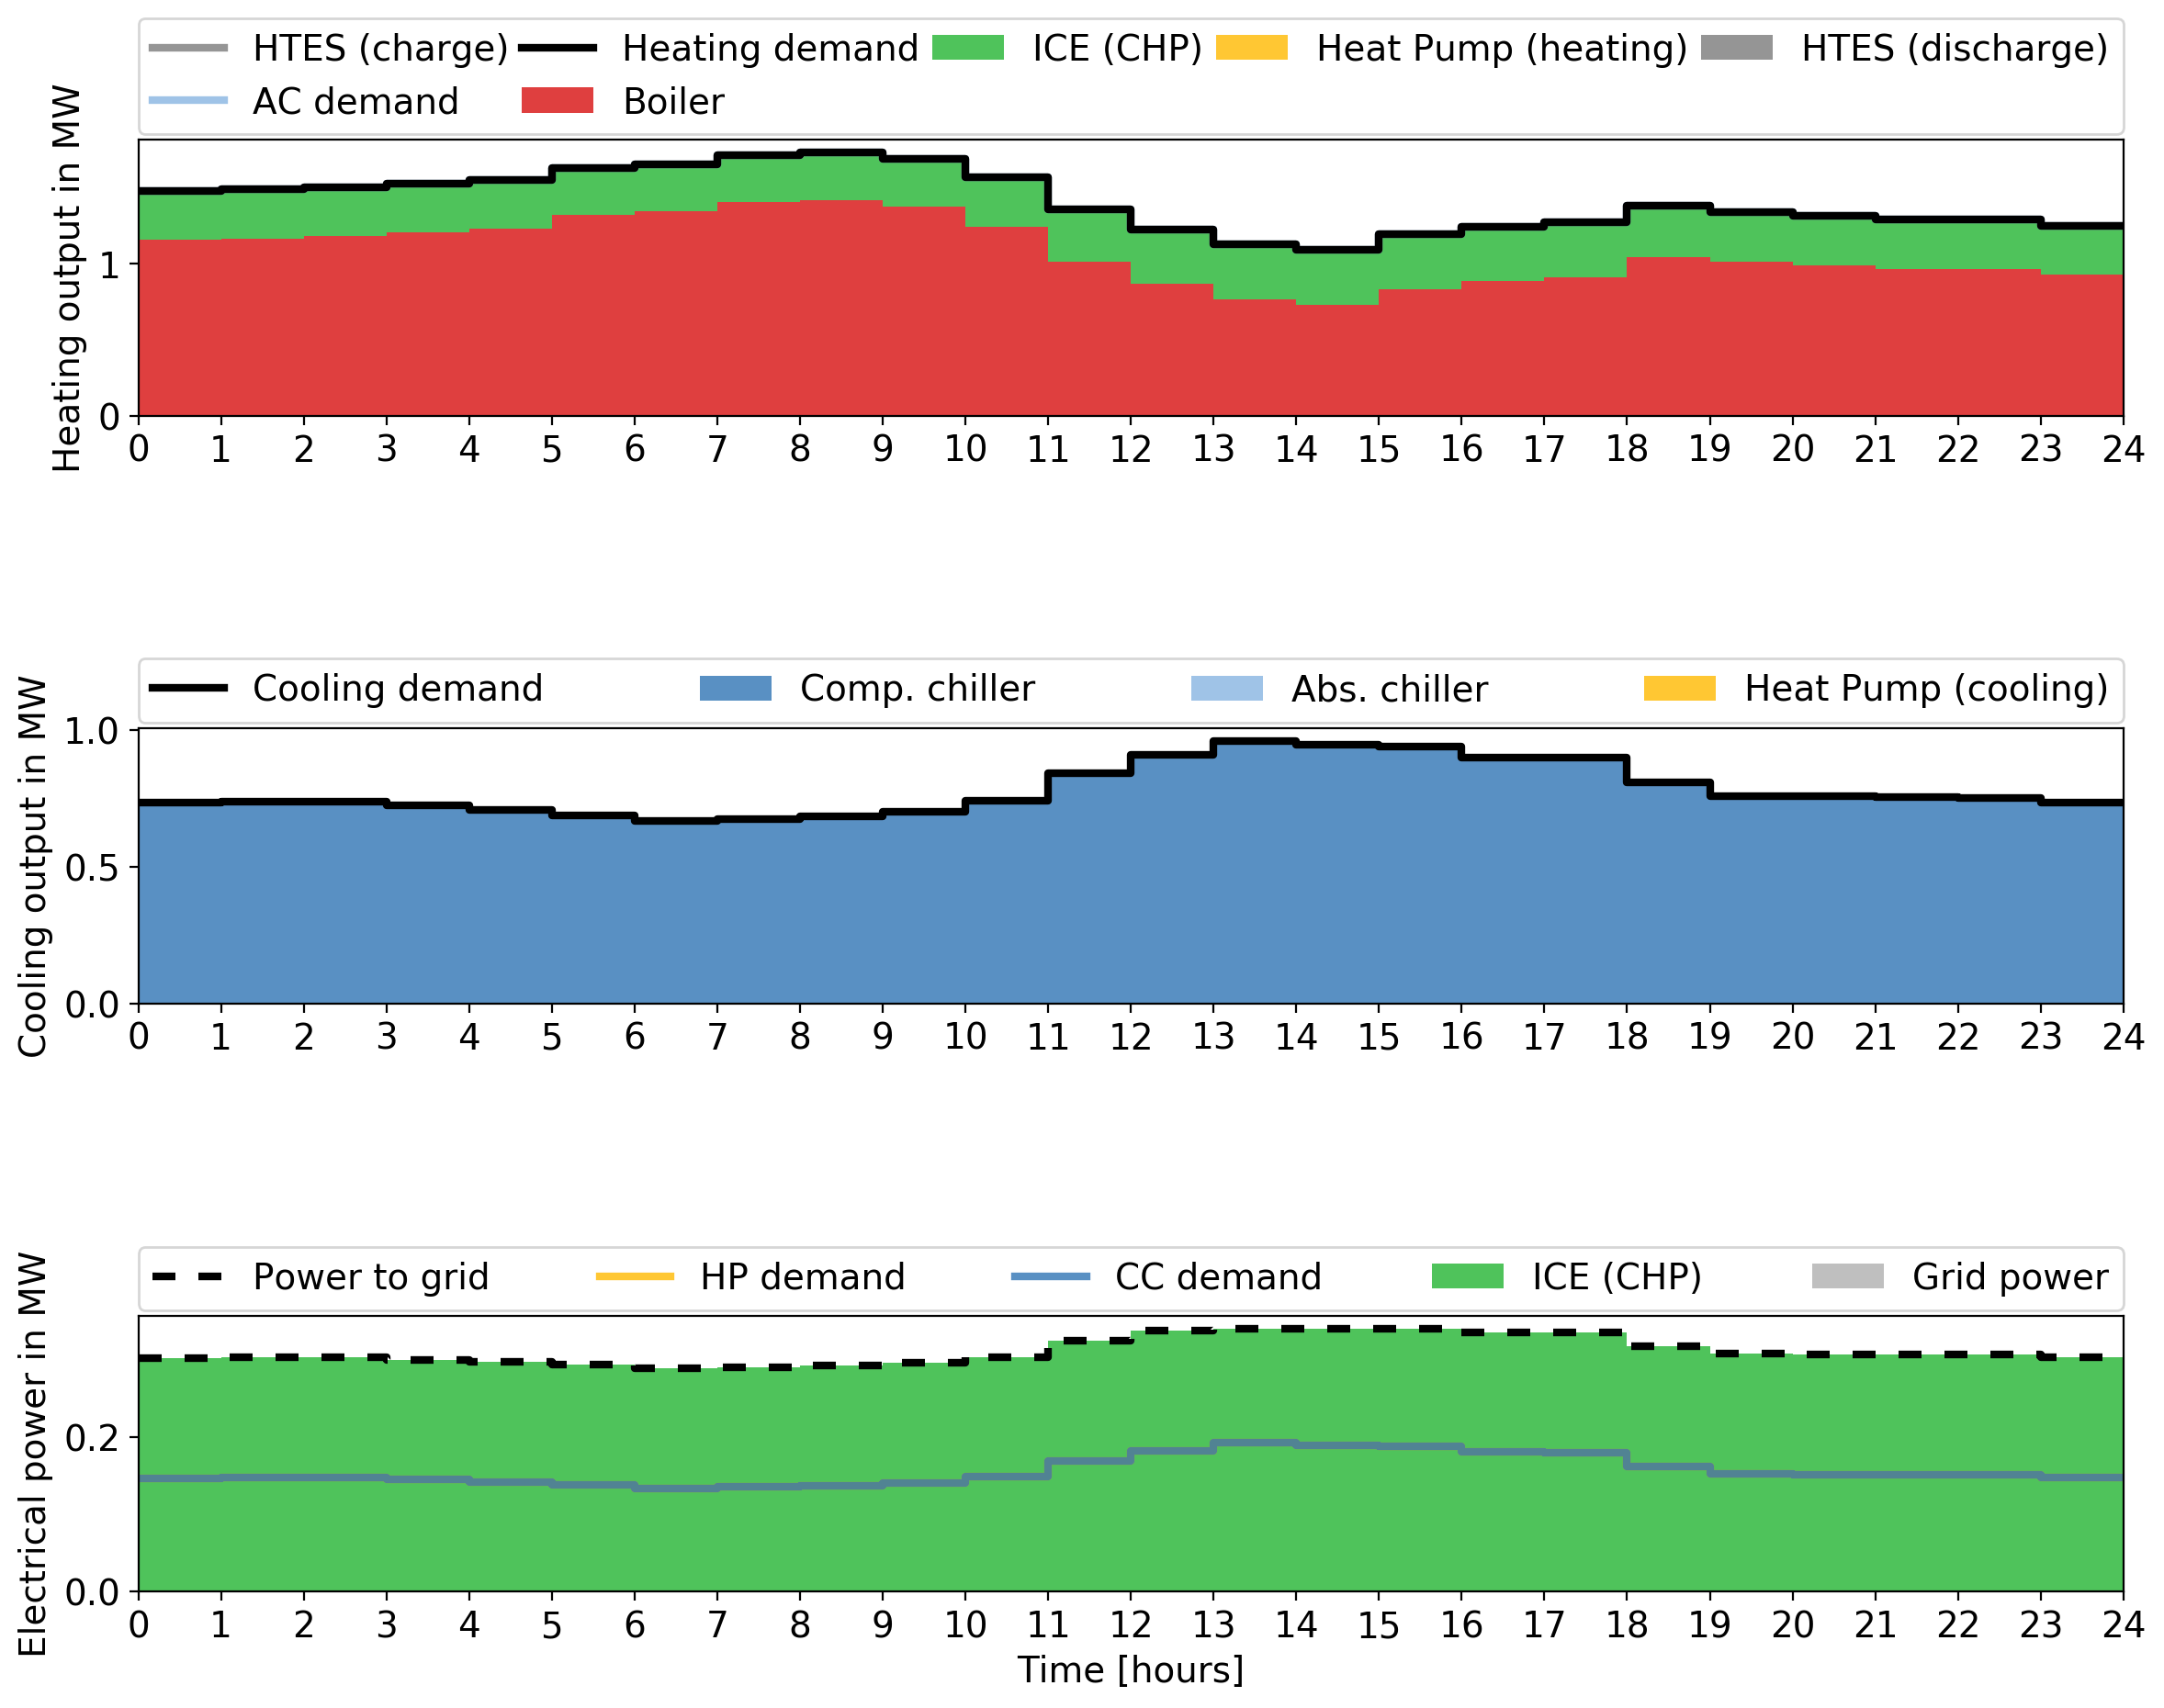 HTES (charge) Heating demand ICE (CHP) Heat Pump (heating) HTES (discharge)
AC demand Boiler
Heating output in MW
1
0
0 1 2 3 4 5 6 7 8 9 10 11 12 13 14 15 16 17 18 19 20 21 22 23 24
Cooling demand Comp. chiller Abs. chiller Heat Pump (cooling)
Cooling output in MW
1.0
0.5
0.0
0 1 2 3 4 5 6 7 8 9 10 11 12 13 14 15 16 17 18 19 20 21 22 23 24
Power to grid HP demand CC demand ICE (CHP) Grid power
Electrical power in MW
0.2
0.0
0 1 2 3 4 5 6 7 8 9 10 11 12 13 14 15 16 17 18 19 20 21 22 23 24
Time [hours]